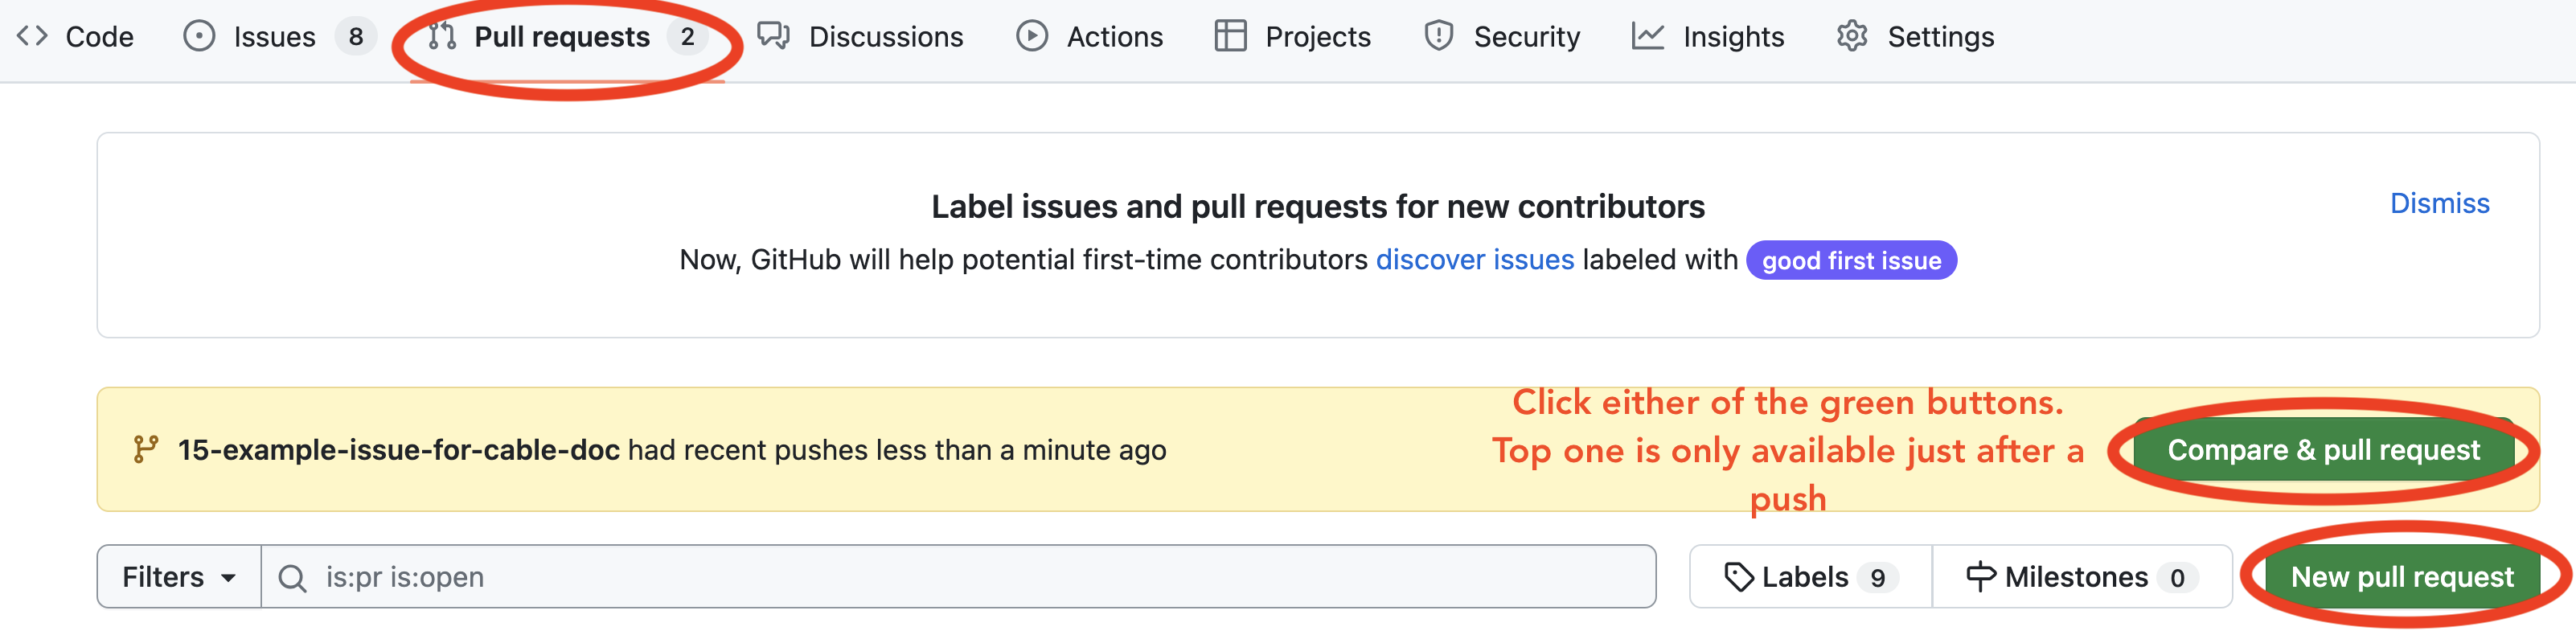 Code Issues 8 Pull requests 2 Discussions Actions Projects Security Insights Settings
Label issues and pull requests for new contributors
Dismiss
Now, GitHub will help potential first-time contributors discover issues labeled with good first issue
15-example-issue-for-cable-doc had recent pushes less than a minute ago
Click either of the green buttons.
Top one is only available just after a
push
Compare & pull request
Filters is:pr is:open Labels 9 Milestones 0 New pull request